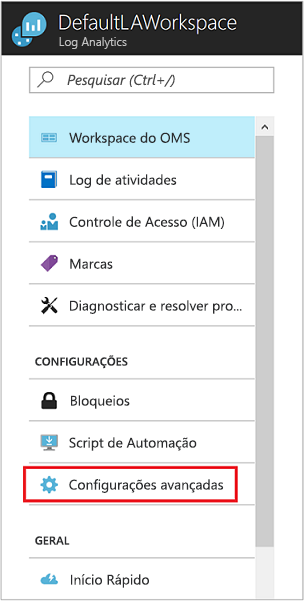 DefaultLAWorkspace
Log Analytics
Pesquisar (Ctrl+/)
Workspace do OMS
Log de atividades
Controle de Acesso (IAM)
Marcas
Diagnosticar e resolver pro...
CONFIGURAÇÕES
Bloqueios
Script de Automação
Configurações avançadas
GERAL
Início Rápido